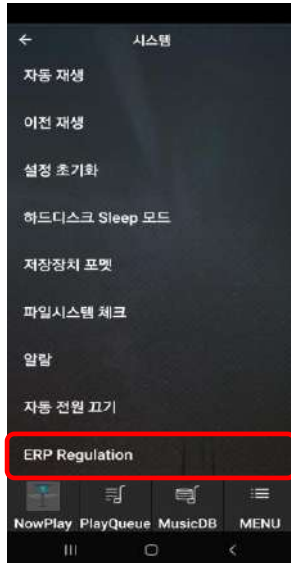 시스템
자동 재생
이전 재생
설정 초기화
하드디스크 Sleep 모드
저장장치 포멧
파일시스템 체크
알람
자동 전원 끄기
ERP Regulation
NowPlay PlayQueue MusicDB MENU